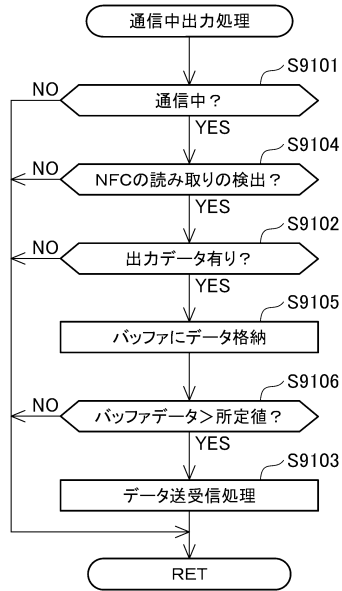 通信中出力処理
S9101
NO
通信中？
YES
S9104
NO
NFCの読み取りの検出？
YES
S9102
NO
出力データ有り？
YES
S9105
バッファにデータ格納
S9106
NO
バッファデータ＞所定値？
YES
S9103
データ送受信処理
RET